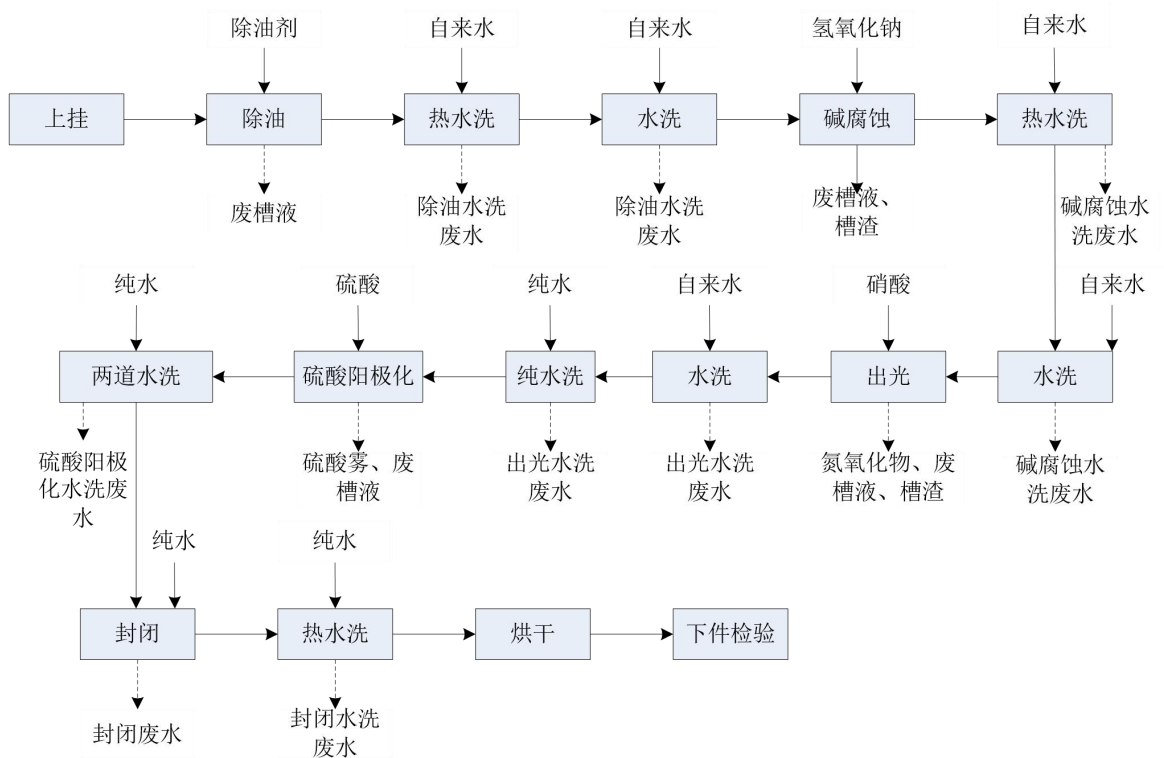 除油剂
自来水
自来水
氢氧化钠
自来水
上挂
除油
热水洗
水洗
碱腐蚀
热水洗
废槽液
除油水洗
废水
除油水洗
废水
废槽液、
槽渣
碱腐蚀水
洗废水
纯水
硫酸
纯水
自来水
硝酸
自来水
两道水洗
硫酸阳极化
纯水洗
水洗
出光
水洗
硫酸阳极
化水洗废
水
硫酸雾、废
槽液
出光水洗
废水
出光水洗
废水
氮氧化物、废
槽液、槽渣
碱腐蚀水
洗废水
纯水
纯水
封闭
热水洗
烘干
下件检验
封闭废水
封闭水洗
废水